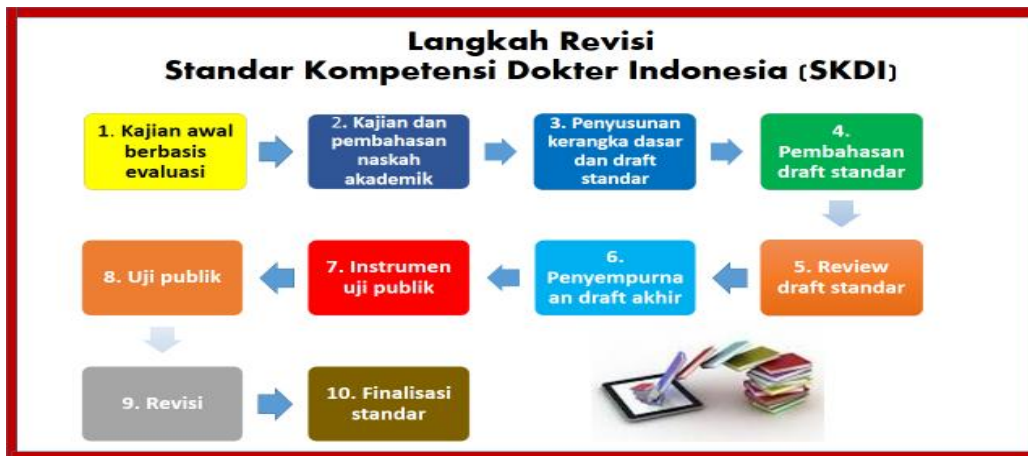 Langkah Revisi
Standar Kompetensi Dokter Indonesia (SKDI)
1. Kajian awal
berbasis
evaluasi
2. Kajian dan
pembahasan
naskah
akademik
3. Penyusunan
kerangka dasar
dan draft
standar
4.
Pembahasan
draft standar
5. Review
draft standar
6.
Penyempurna
an draft akhir
7. Instrumen
uji publik
8. Uji publik
9. Revisi
10. Finalisasi
standar